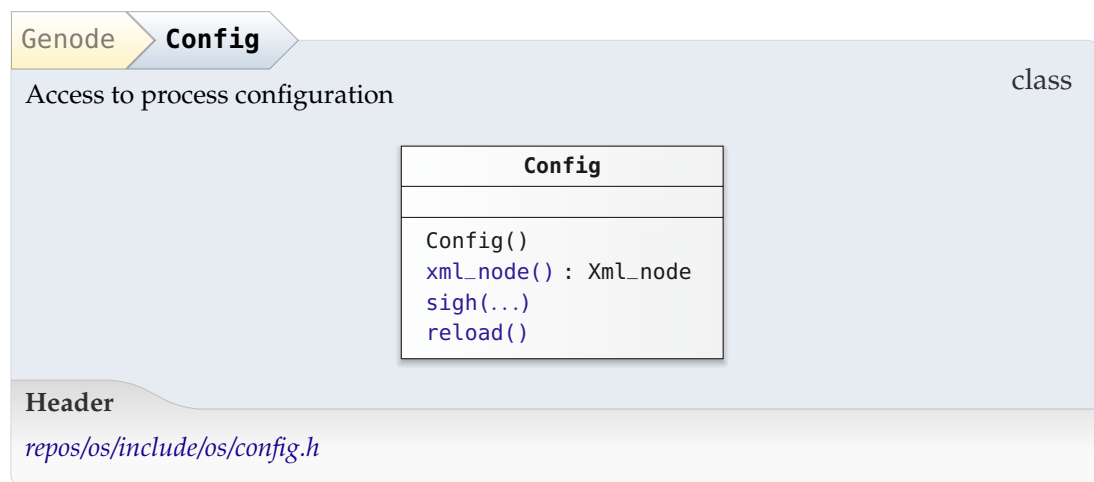 Genode Config
class
Access to process configuration
Config
Config()
xml_node() : Xml_node
sigh(...)
reload()
Header
repos/os/include/os/config.h